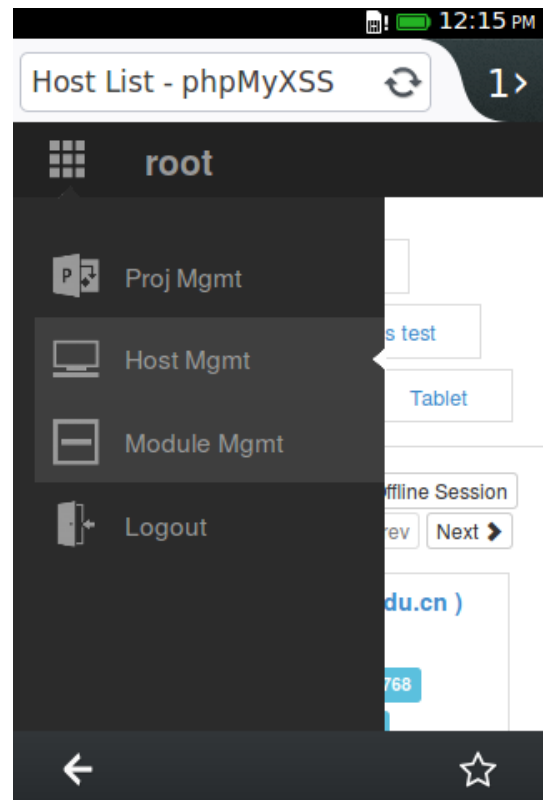 12:15 PM
Host List - phpMyXSS
1
root
Proj Mgmt
s test
Host Mgmt
Tablet
Module Mgmt
ffline Session
Logout
rev Next
du.cn )
768